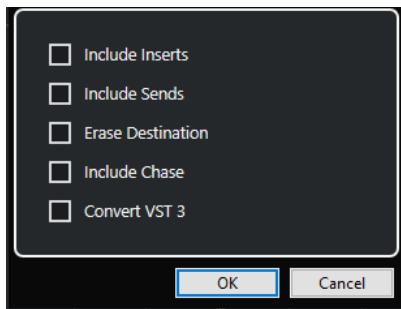 Include Inserts
Include Sends
Erase Destination
Include Chase
Convert VST 3
OK
Cancel